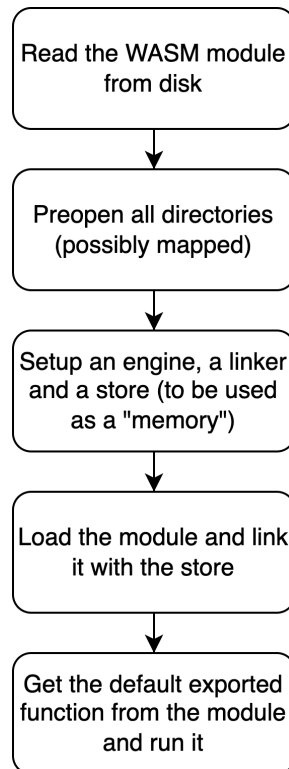 Read the WASM module
from disk
Preopen all directories
(possibly mapped)
Setup an engine, a linker
and a store (to be used
as a "memory")
Load the module and link
it with the store
Get the default exported
function from the module
and run it